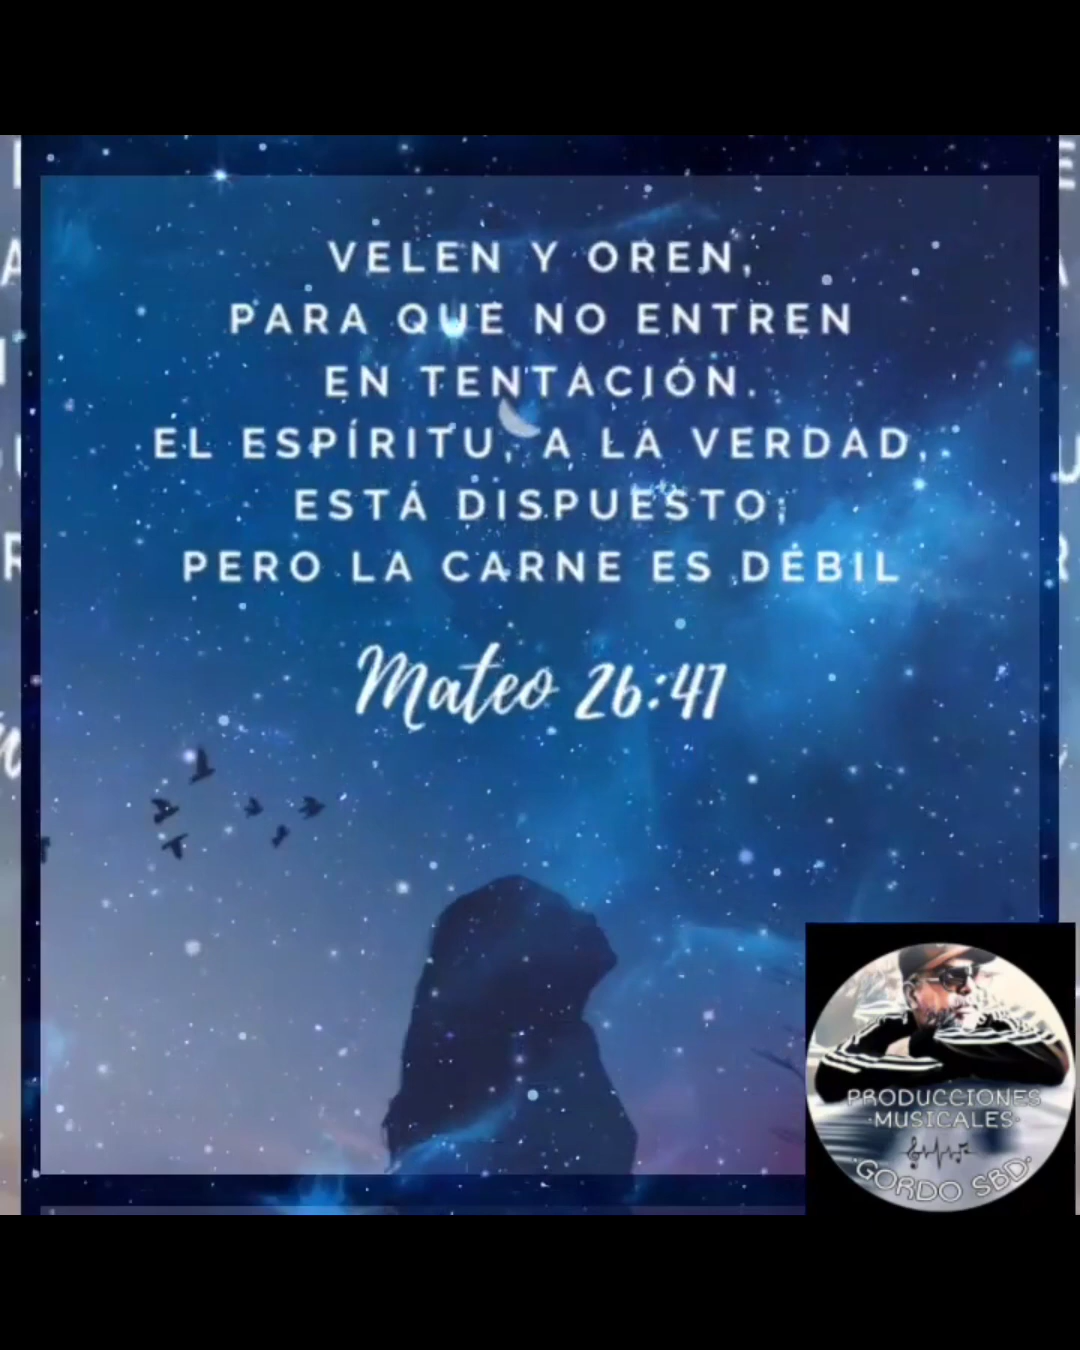 VELEN Y OREN,
PARA QUE NO ENTREN
EN TENTACIÓN.
EL ESPÍRITU, A LA VERDAD,
ESTÁ DISPUESTO;
PERO LA CARNE ES DÉBIL
Mateo 26:41
PRODUCCIONES
·MUSICALES·
·GORDO SBD·